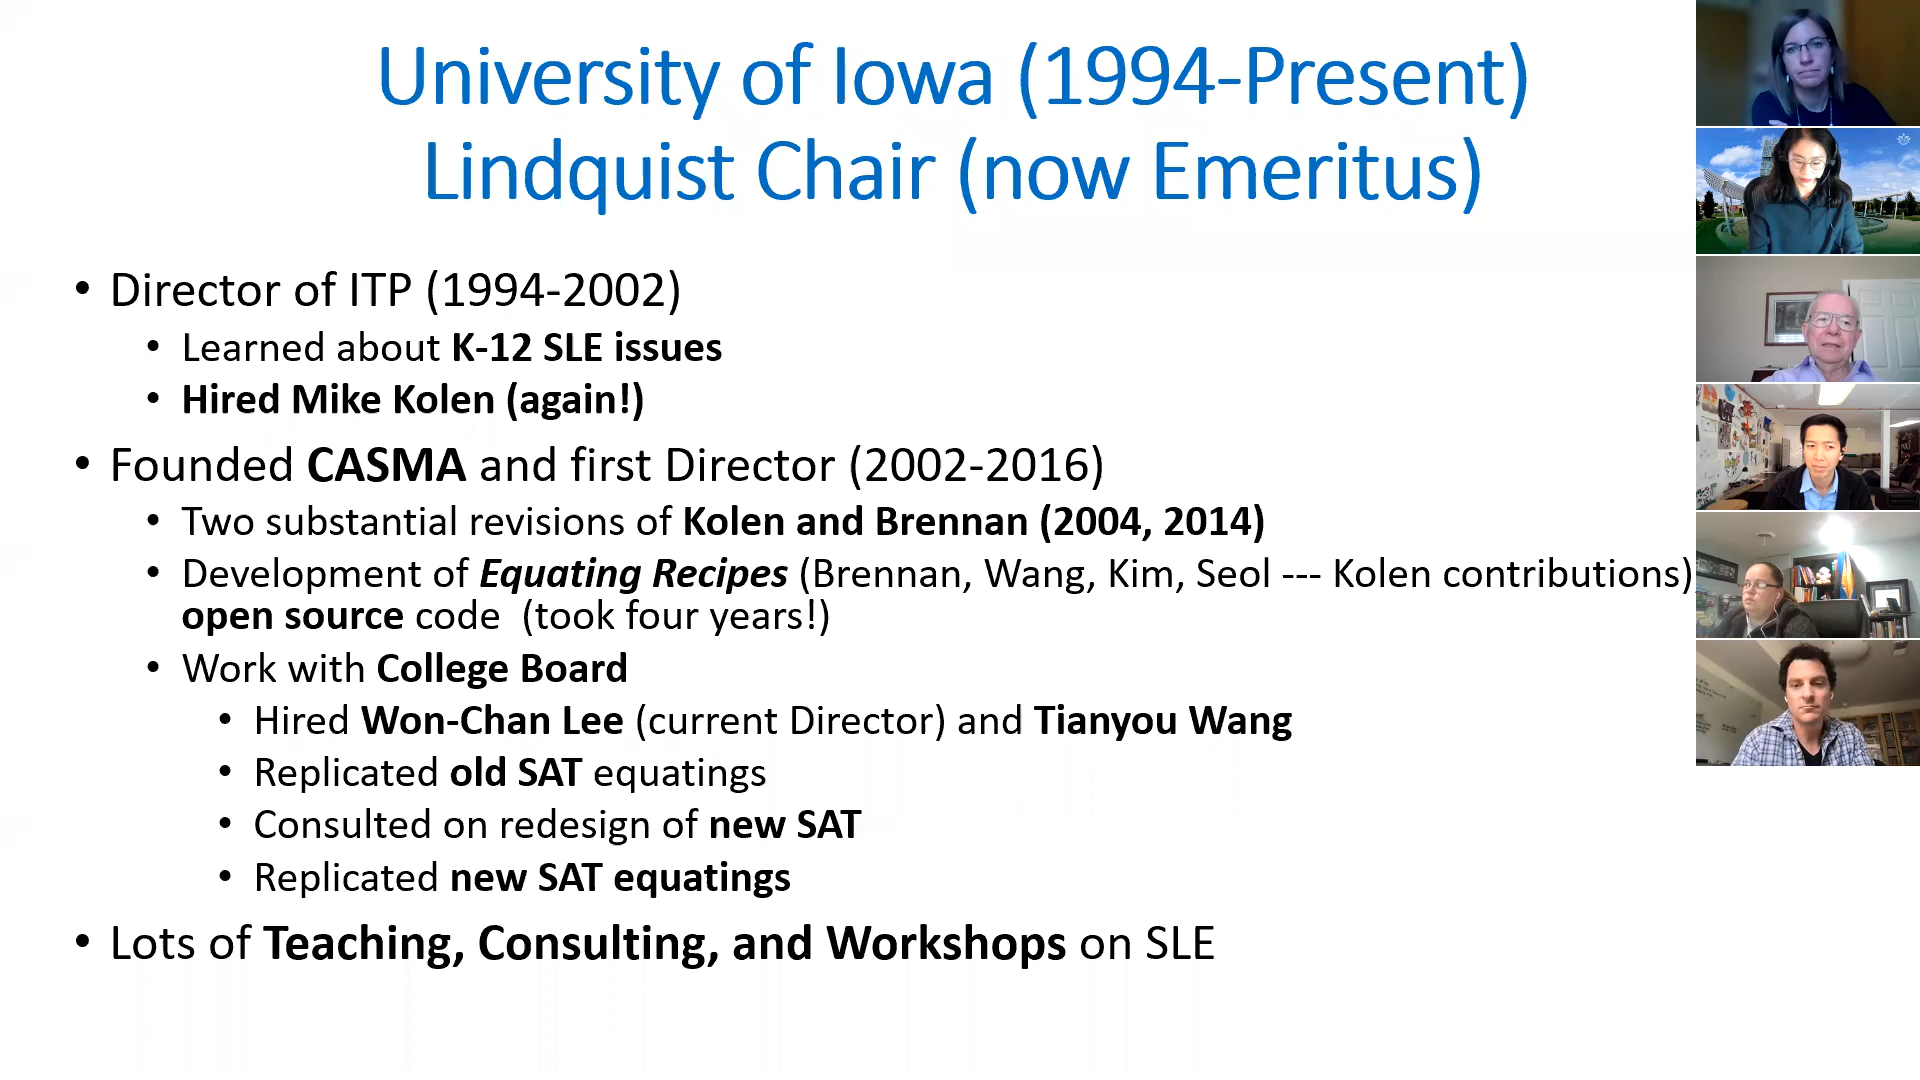 University of Iowa (1994-Present)
Lindquist Chair (now Emeritus)
• Director of ITP (1994-2002)
• Learned about K-12 SLE issues
• Hired Mike Kolen (again!)
• Founded CASMA and first Director (2002-2016)
• Two substantial revisions of Kolen and Brennan (2004, 2014)
• Development of Equating Recipes (Brennan, Wang, Kim, Seol --- Kolen contributions)
open source code (took four years!)
• Work with College Board
• Hired Won-Chan Lee (current Director) and Tianyou Wang
• Replicated old SAT equatings
• Consulted on redesign of new SAT
• Replicated new SAT equatings
• Lots of Teaching, Consulting, and Workshops on SLE